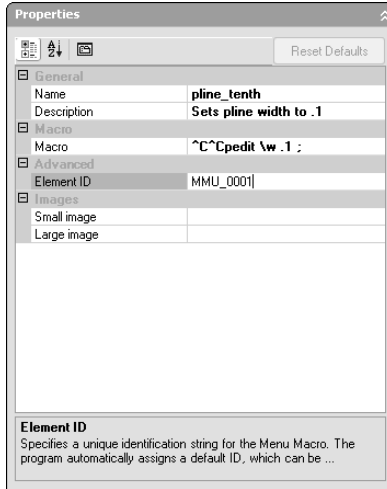 Properties
Reset Defaults
General
Name pline_tenth
Description Sets pline width to .1
Macro
Macro ^C^Cpedit \w .1 ;
Advanced
Element ID MMU_0001
Images
Small image
Large image
Element ID
Specifies a unique identification string for the Menu Macro. The
program automatically assigns a default ID, which can be ...